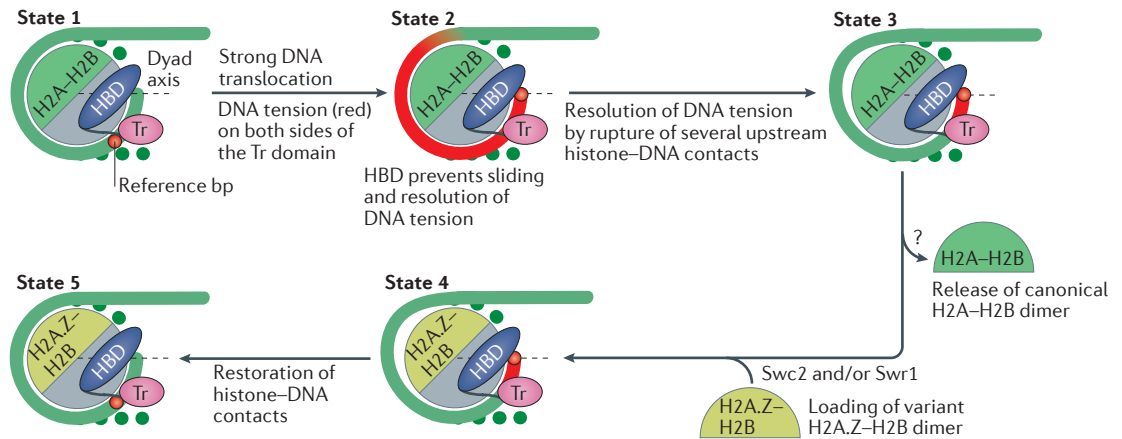 State 1
H2A–H2B
HBD
Tr
Dyad
axis
Reference bp
Strong DNA
translocation
DNA tension (red)
on both sides of
the Tr domain
State 2
H2A–H2B
HBD
Tr
HBD prevents sliding
and resolution of
DNA tension
Resolution of DNA tension
by rupture of several upstream
histone–DNA contacts
State 3
H2A–H2B
HBD
Tr
?
H2A–H2B
Release of canonical
H2A–H2B dimer
Swc2 and/or Swr1
H2A.Z–
H2B
Loading of variant
H2A.Z–H2B dimer
State 4
H2A.Z–
H2B
HBD
Tr
Restoration of
histone–DNA
contacts
State 5
H2A.Z–
H2B
HBD
Tr